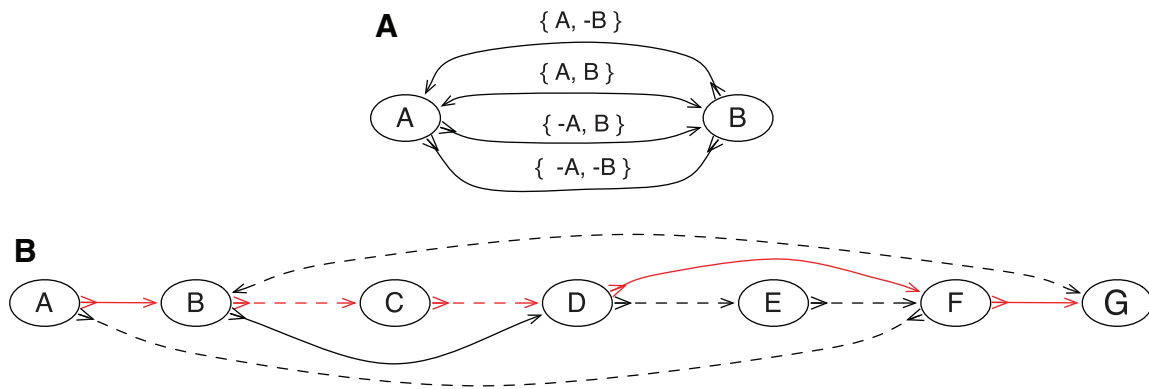 A
{ A, -B }
{ A, B }
A
B
{ -A, B }
{ -A, -B }
B
A
B
C
D
E
F
G